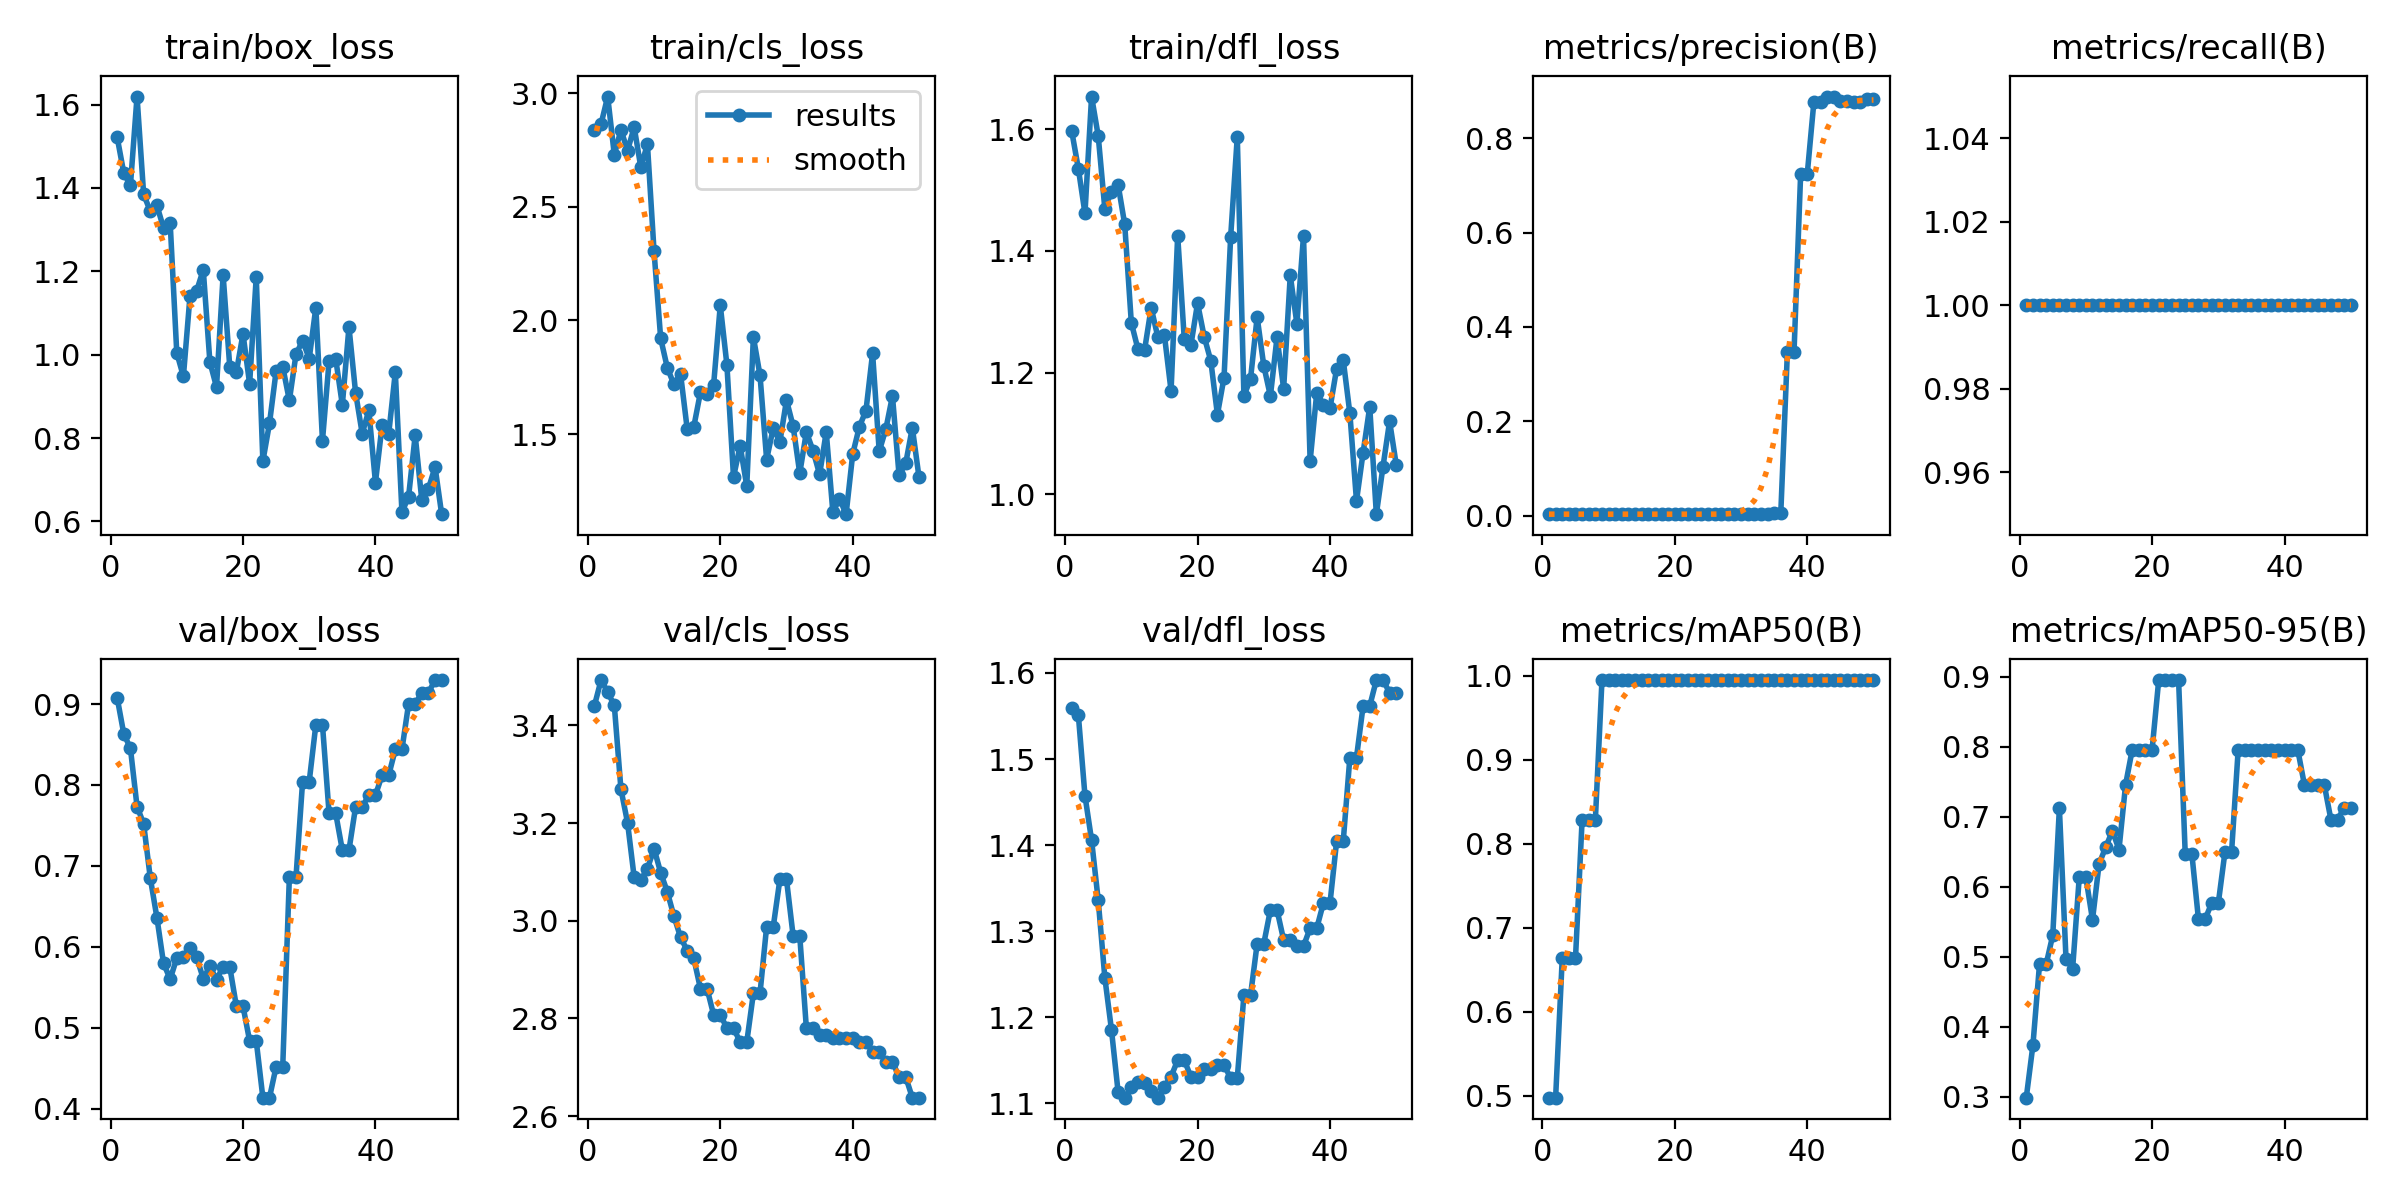 train/box_loss
train/cls_loss
train/dfl_loss
metrics/precision(B)
metrics/recall(B)
1.6
1.4
1.2
1.0
0.8
0.6
0 20 40
3.0
2.5
2.0
1.5
results
smooth
0 20 40
1.6
1.4
1.2
1.0
0 20 40
0.8
0.6
0.4
0.2
0.0
0 20 40
1.04
1.02
1.00
0.98
0.96
0 20 40
val/box_loss
val/cls_loss
val/dfl_loss
metrics/mAP50(B)
metrics/mAP50-95(B)
0.9
0.8
0.7
0.6
0.5
0.4
0 20 40
3.4
3.2
3.0
2.8
2.6
0 20 40
1.6
1.5
1.4
1.3
1.2
1.1
0 20 40
1.0
0.9
0.8
0.7
0.6
0.5
0 20 40
0.9
0.8
0.7
0.6
0.5
0.4
0.3
0 20 40